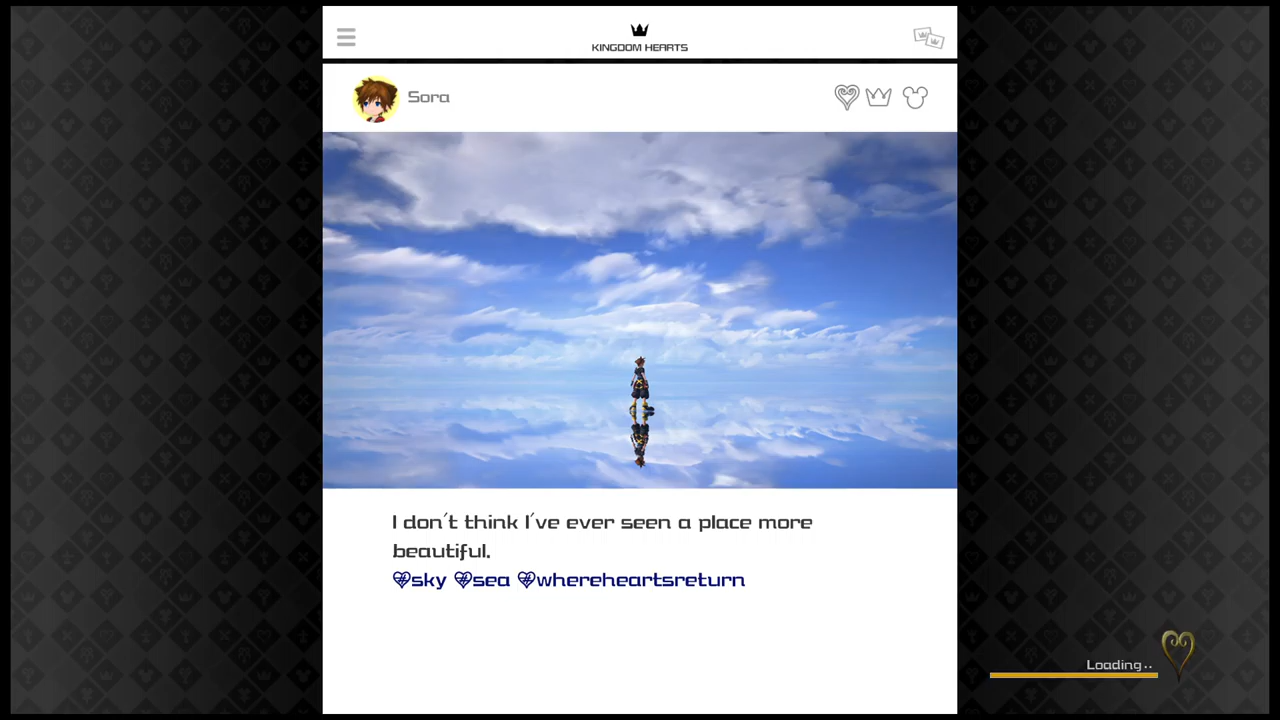 KINGDOM HEARTS
Sora
I don't think I've ever seen a place more
beautiful.
sky sea whereheartsreturn
Loading..